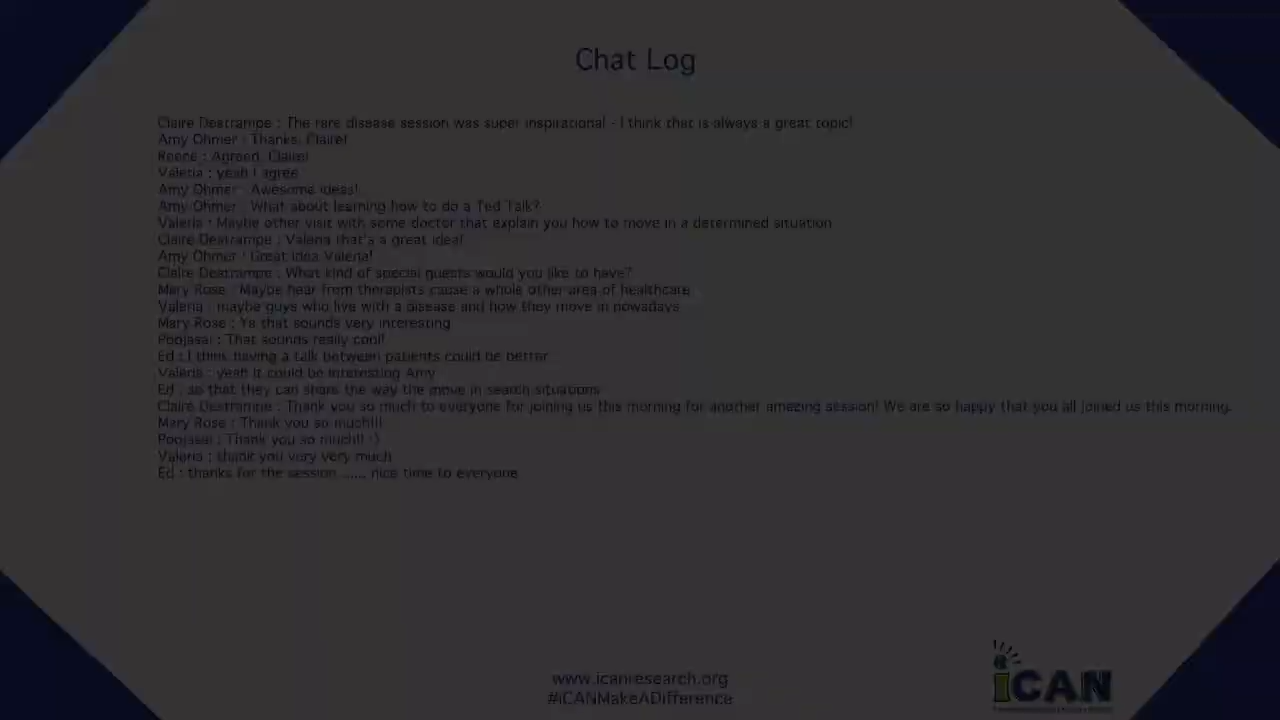 Chat Log
Claire Destrampe : The rare disease session was super inspirational - I think that is always a great topic!
Amy Ohmer : Thanks, Claire!
Reece : Agreed, Claire!
Valeria : yeah I agree
Amy Ohmer : Awesome ideas!
Amy Ohmer : What about learning how to do a Ted Talk?
Valeria : Maybe other visit with some doctor that explain you how to move in a determined situation
Claire Destrampe : Valeria that's a great idea!
Amy Ohmer : Great idea Valeria!
Claire Destrampe : What kind of special guests would you like to have?
Mary Rose : Maybe hear from therapists cause a whole other area of healthcare
Valeria : maybe guys who live with a disease and how they move in nowadays
Mary Rose : Ya that sounds very interesting
Poojasai : That sounds really cool!
Ed : I think having a talk between patients could be better
Valeria : yeah it could be interesting Amy
Ed : so that they can share the way the move in search situations
Claire Destrampe : Thank you so much to everyone for joining us this morning for another amazing session! We are so happy that you all joined us this morning.
Mary Rose : Thank you so much!!!
Poojasai : Thank you so much!! :)
Valeria : thank you very very much
Ed : thanks for the session ...... nice time to everyone
www.icanresearch.org
#iCANMakeADifference
iCAN